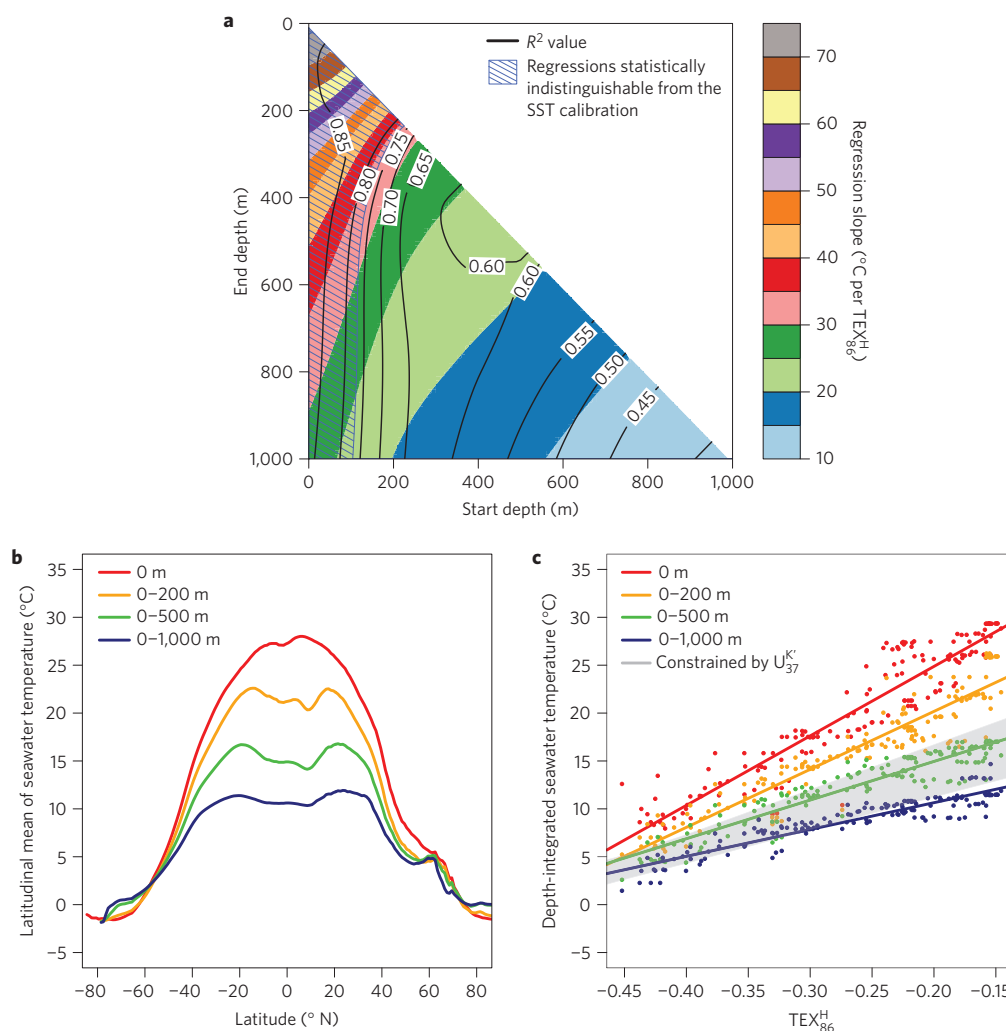 a
0
200
400
600
800
1,000
End depth (m)
0
200
400
600
800
1,000
Start depth (m)
R² value
Regressions statistically
indistinguishable from the
SST calibration
0.85
0.80
0.75
0.70
0.65
0.60
0.60
0.55
0.50
0.45
70
60
50
40
30
20
10
Regression slope (°C per TEX₈₆ᴴ)
b
35
30
25
20
15
10
5
0
−5
Latitudinal mean of seawater temperature (°C)
0 m
0–200 m
0–500 m
0–1,000 m
−80
−60
−40
−20
0
20
40
60
80
Latitude (° N)
c
35
30
25
20
15
10
5
0
−5
Depth-integrated seawater temperature (°C)
0 m
0–200 m
0–500 m
0–1,000 m
Constrained by U₃₇ᴷ'
−0.45
−0.40
−0.35
−0.30
−0.25
−0.20
−0.15
TEX₈₆ᴴ